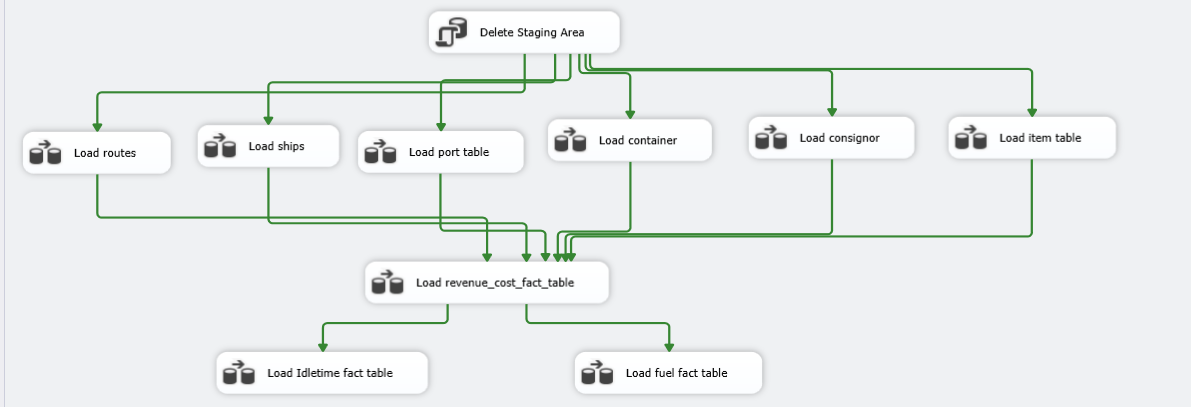 Delete Staging Area
Load routes
Load ships
Load port table
Load container
Load consignor
Load item table
Load revenue_cost_fact_table
Load Idletime fact table
Load fuel fact table